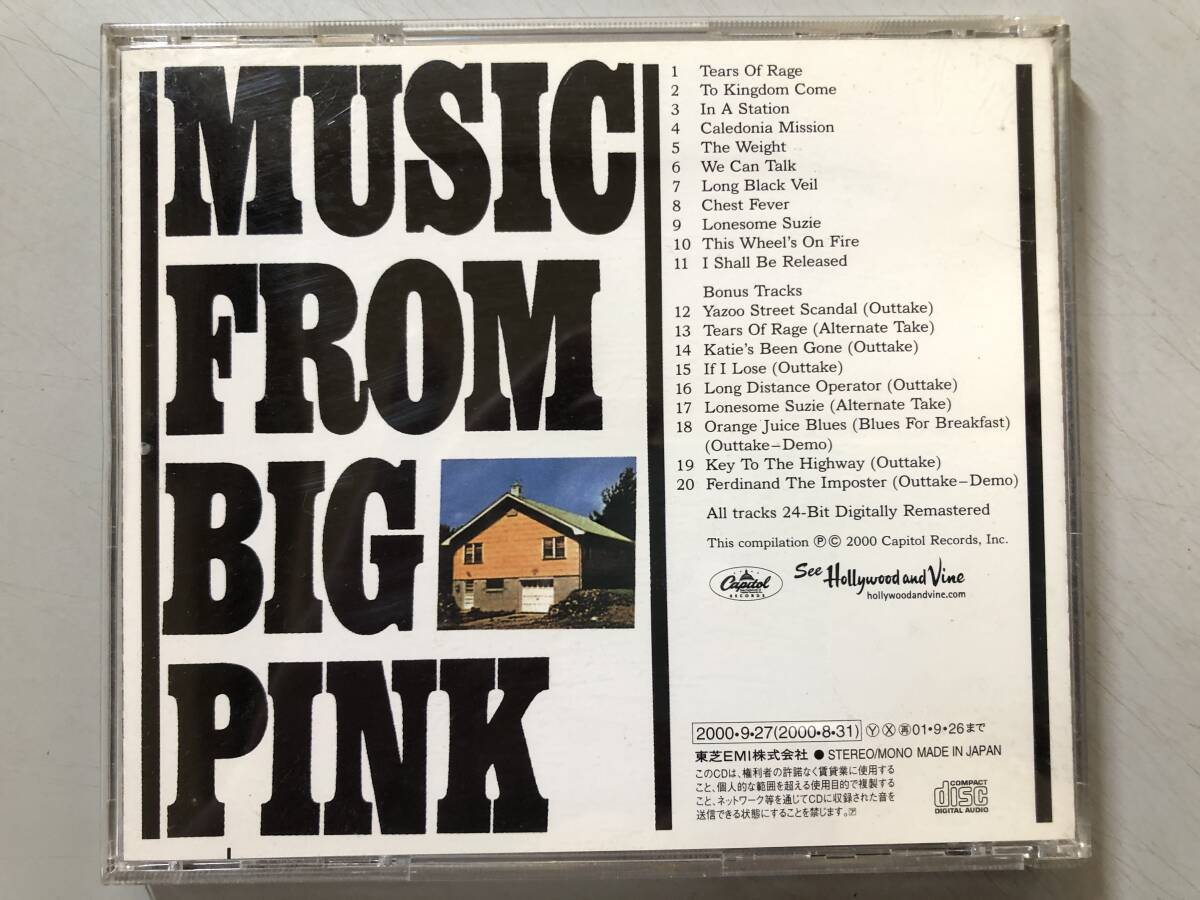 MUSIC
FROM
BIG
PINK
1 Tears Of Rage
2 To Kingdom Come
3 In A Station
4 Caledonia Mission
5 The Weight
6 We Can Talk
7 Long Black Veil
8 Chest Fever
9 Lonesome Suzie
10 This Wheel's On Fire
11 I Shall Be Released
Bonus Tracks
12 Yazoo Street Scandal (Outtake)
13 Tears Of Rage (Alternate Take)
14 Katie's Been Gone (Outtake)
15 If I Lose (Outtake)
16 Long Distance Operator (Outtake)
17 Lonesome Suzie (Alternate Take)
18 Orange Juice Blues (Blues For Breakfast)
(Outtake–Demo)
19 Key To The Highway (Outtake)
20 Ferdinand The Imposter (Outtake–Demo)
All tracks 24-Bit Digitally Remastered
This compilation ℗© 2000 Capitol Records, Inc.
Capitol
RECORDS
See Hollywood and Vine
hollywoodandvine.com
2000・9・27(2000・8・31) Ⓨ Ⓧ 再 01・9・26まで
東芝EMI株式会社 ● STEREO/MONO MADE IN JAPAN
このCDは、権利者の許諾なく賃貸業に使用する
こと、個人的な範囲を超える使用目的で複製する
こと、ネットワーク等を通じてCDに収録された音を
送信できる状態にすることを禁じます。
COMPACT
disc
DIGITAL AUDIO